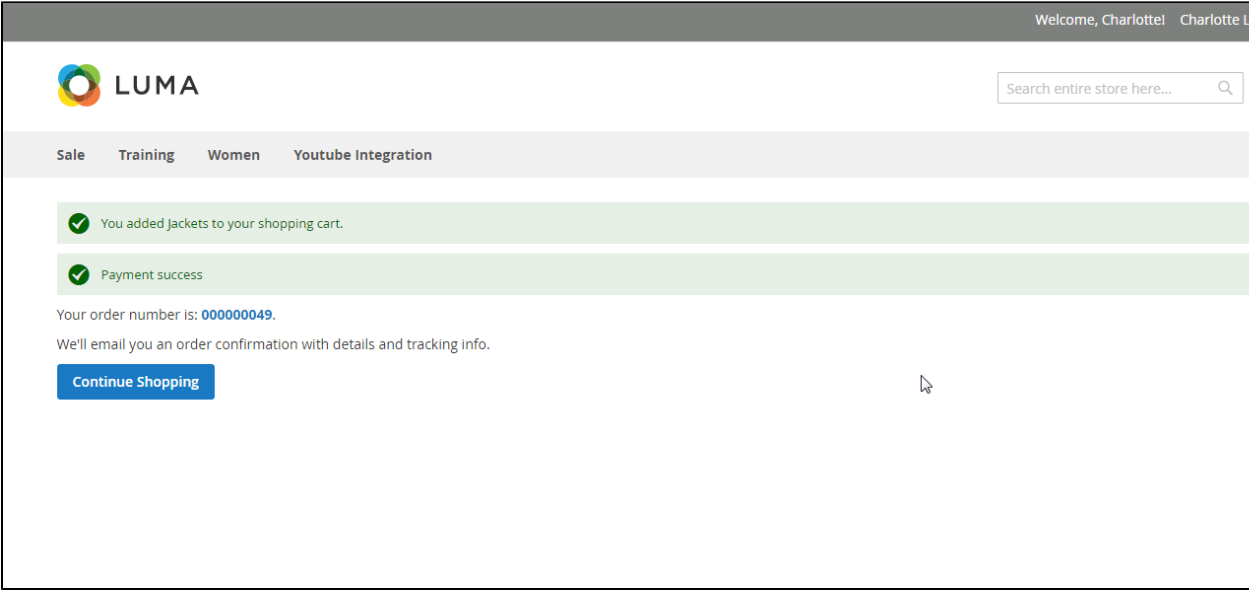 Welcome, Charlotte! Charlotte L
LUMA
Search entire store here...
Sale Training Women Youtube Integration
You added Jackets to your shopping cart.
Payment success
Your order number is: 000000049.
We'll email you an order confirmation with details and tracking info.
Continue Shopping